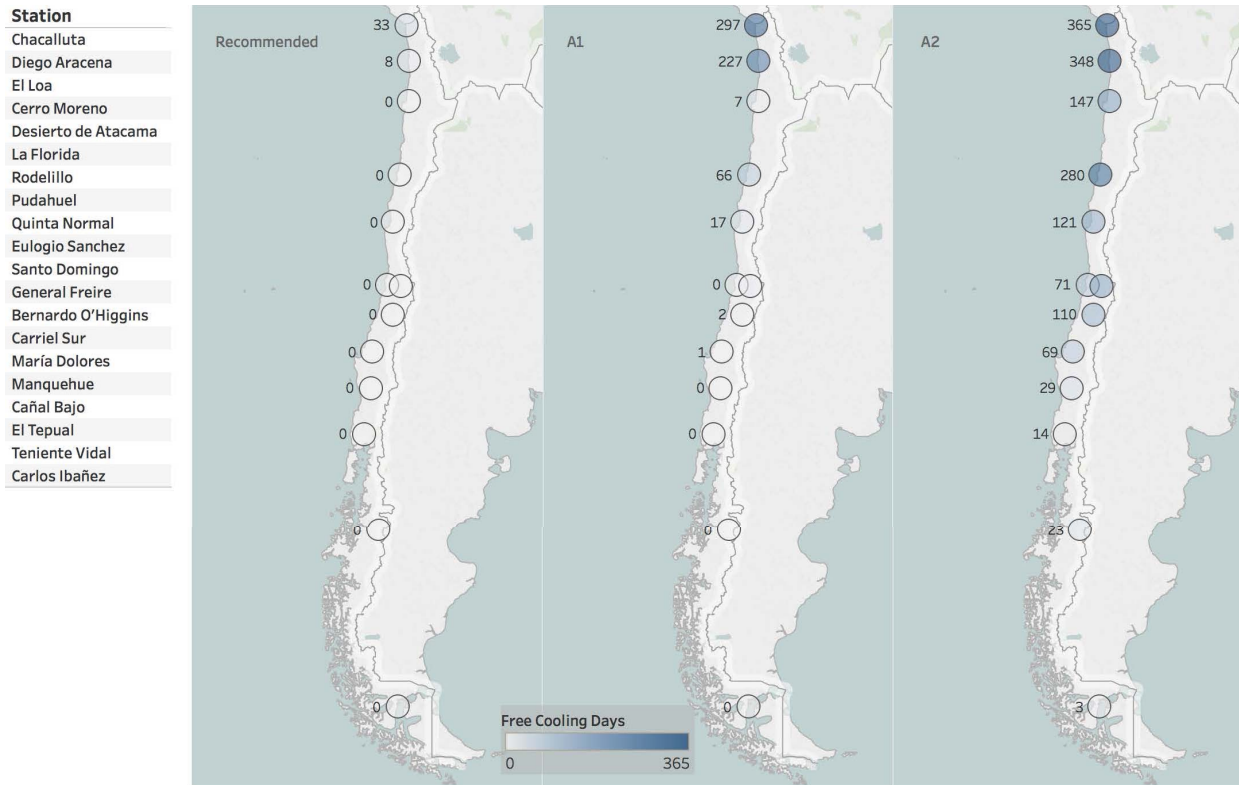 Station
Chacalluta
Diego Aracena
El Loa
Cerro Moreno
Desierto de Atacama
La Florida
Rodelillo
Pudahuel
Quinta Normal
Eulogio Sanchez
Santo Domingo
General Freire
Bernardo O’Higgins
Carriel Sur
María Dolores
Manquehue
Cañal Bajo
El Tepual
Teniente Vidal
Carlos Ibañez
Recommended
33
8
0
0
0
0
0
0
0
0
0
0
A1
297
227
7
66
17
0
2
1
0
0
0
0
A2
365
348
147
280
121
71
110
69
29
14
23
3
Free Cooling Days
0 365